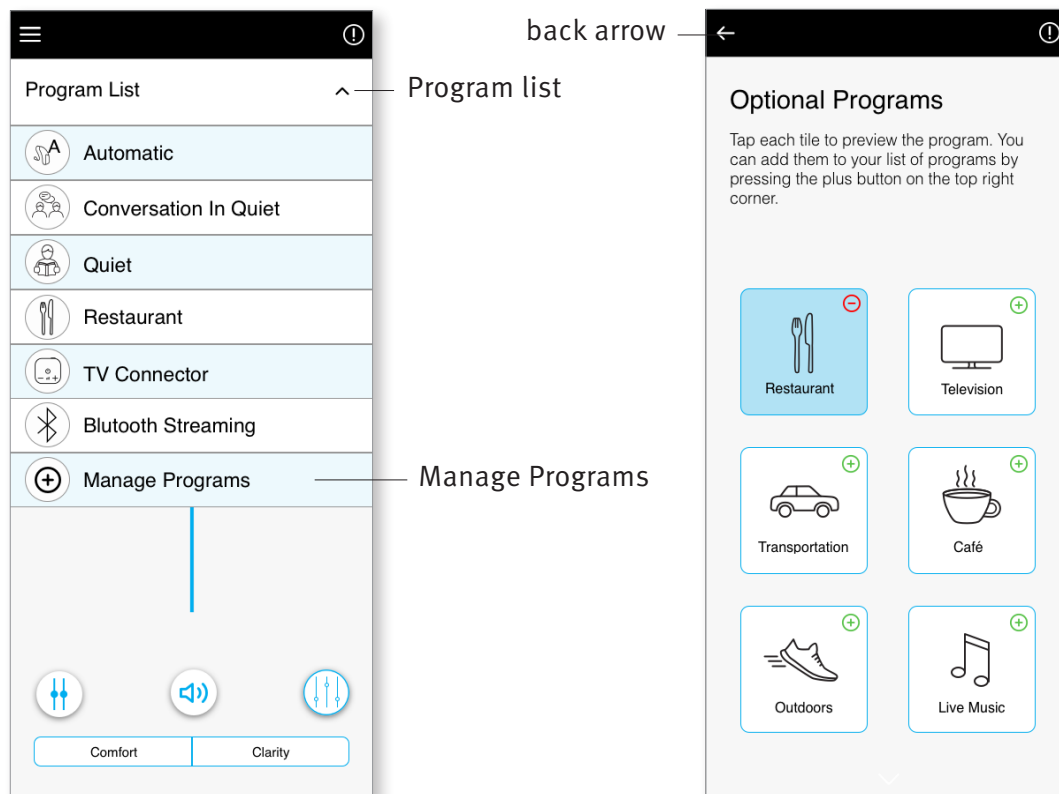 Program List
Automatic
Conversation In Quiet
Quiet
Restaurant
TV Connector
Blutooth Streaming
Manage Programs
Comfort
Clarity
Program list
Manage Programs
back arrow
Optional Programs
Tap each tile to preview the program. You
can add them to your list of programs by
pressing the plus button on the top right
corner.
Restaurant
Television
Transportation
Café
Outdoors
Live Music